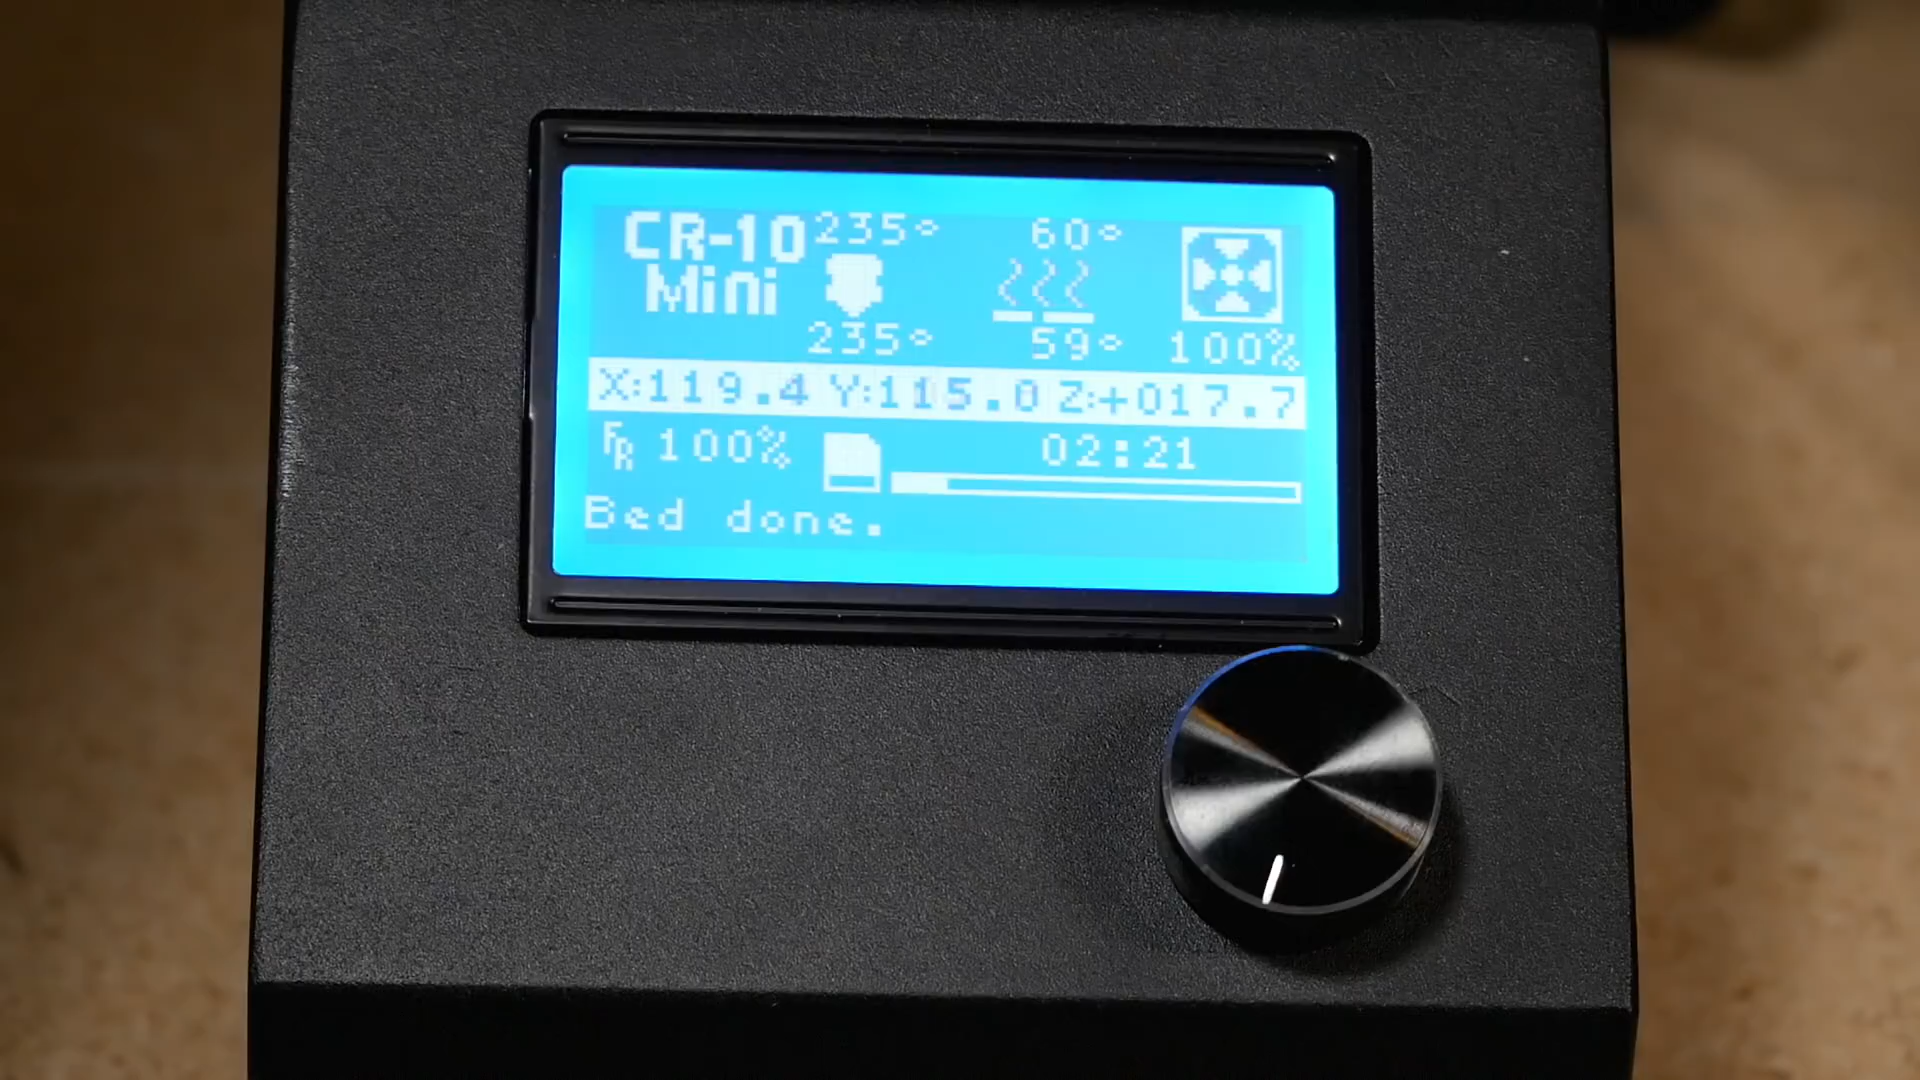 CR-10 235° 60°
Mini
235° 59° 100%
X:119.4 Y:115.0 Z:+017.7
FR 100% 02:21
Bed done.